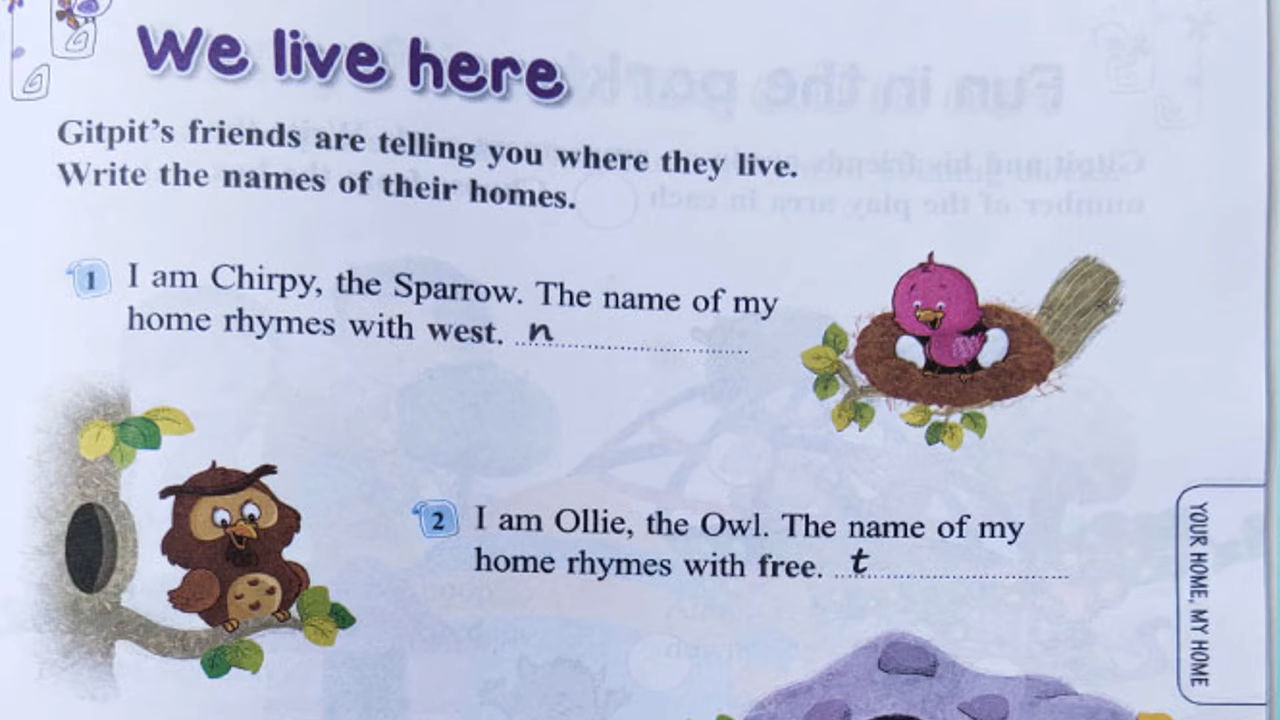 We live here
Gitpit's friends are telling you where they live.
Write the names of their homes.
1 I am Chirpy, the Sparrow. The name of my
home rhymes with west. n
2 I am Ollie, the Owl. The name of my
home rhymes with free. t
YOUR HOME, MY HOME